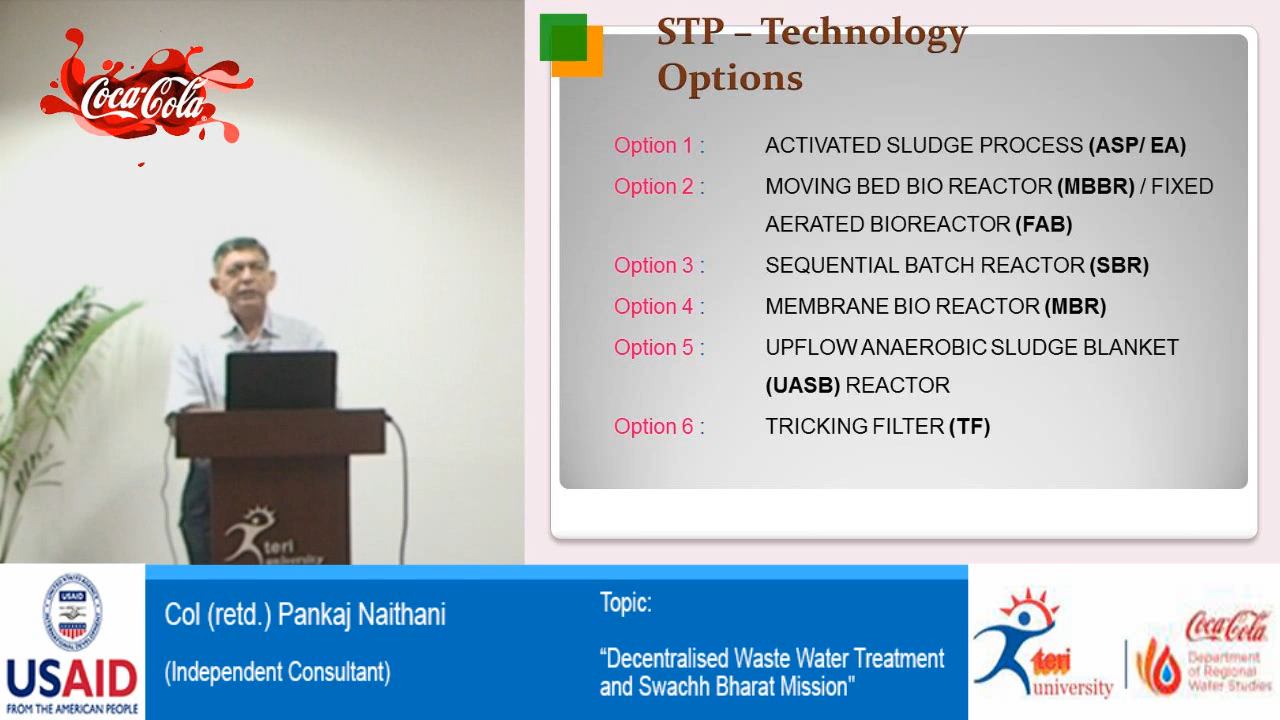 Coca-Cola
STP – Technology
Options
Option 1 : ACTIVATED SLUDGE PROCESS (ASP/ EA)
Option 2 : MOVING BED BIO REACTOR (MBBR) / FIXED
AERATED BIOREACTOR (FAB)
Option 3 : SEQUENTIAL BATCH REACTOR (SBR)
Option 4 : MEMBRANE BIO REACTOR (MBR)
Option 5 : UPFLOW ANAEROBIC SLUDGE BLANKET
(UASB) REACTOR
Option 6 : TRICKING FILTER (TF)
teri
university
USAID
USAID
FROM THE AMERICAN PEOPLE
Col (retd.) Pankaj Naithani
(Independent Consultant)
Topic:
“Decentralised Waste Water Treatment
and Swachh Bharat Mission"
teri
university
Coca-Cola
Department
of Regional
Water Studies